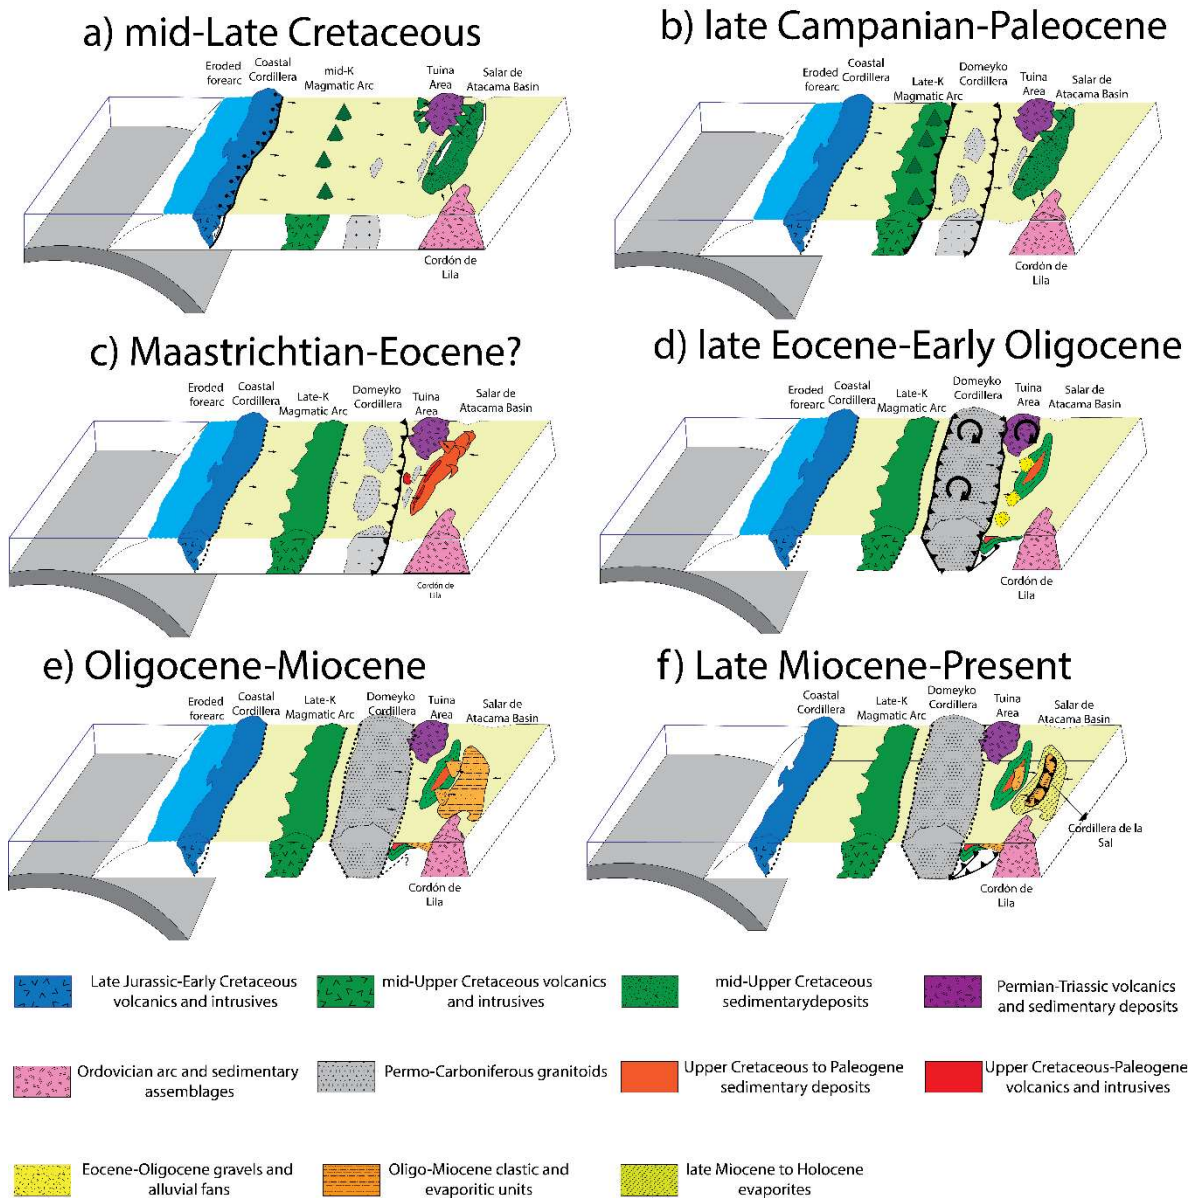 a) mid-Late Cretaceous
Eroded
forearc
Coastal
Cordillera
mid-K
Magmatic Arc
Tuina
Area
Salar de
Atacama Basin
Cordón de
Lila
b) late Campanian-Paleocene
Eroded
forearc
Coastal
Cordillera
Late-K
Magmatic Arc
Domeyko
Cordillera
Tuina
Area
Salar de
Atacama Basin
Cordón de
Lila
c) Maastrichtian-Eocene?
Eroded
forearc
Coastal
Cordillera
Late-K
Magmatic Arc
Domeyko
Cordillera
Tuina
Area
Salar de
Atacama Basin
Cordón de
Lila
d) late Eocene-Early Oligocene
Eroded
forearc
Coastal
Cordillera
Late-K
Magmatic Arc
Domeyko
Cordillera
Tuina
Area
Salar de
Atacama Basin
Cordón de
Lila
e) Oligocene-Miocene
Eroded
forearc
Coastal
Cordillera
Late-K
Magmatic Arc
Domeyko
Cordillera
Tuina
Area
Salar de
Atacama Basin
?
Cordón de
Lila
f) Late Miocene-Present
Coastal
Cordillera
Late-K
Magmatic Arc
Domeyko
Cordillera
Tuina
Area
Salar de
Atacama Basin
Cordillera de la
Sal
Cordón de
Lila
Late Jurassic-Early Cretaceous
volcanics and intrusives
mid-Upper Cretaceous volcanics
and intrusives
mid-Upper Cretaceous
sedimentarydeposits
Permian-Triassic volcanics
and sedimentary deposits
Ordovician arc and sedimentary
assemblages
Permo-Carboniferous granitoids
Upper Cretaceous to Paleogene
sedimentary deposits
Upper Cretaceous-Paleogene
volcanics and intrusives
Eocene-Oligocene gravels and
alluvial fans
Oligo-Miocene clastic and
evaporitic units
late Miocene to Holocene
evaporites